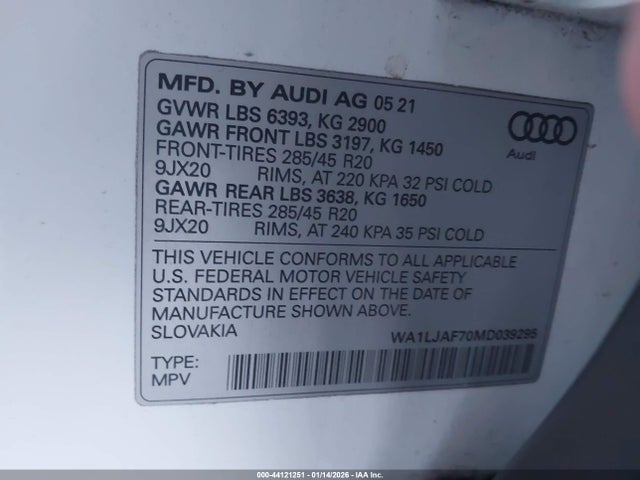 MFD. BY AUDI AG 05 21
GVWR LBS 6393, KG 2900
GAWR FRONT LBS 3197, KG 1450
FRONT-TIRES 285/45 R20
9JX20 RIMS, AT 220 KPA 32 PSI COLD
GAWR REAR LBS 3638, KG 1650
REAR-TIRES 285/45 R20
9JX20 RIMS, AT 240 KPA 35 PSI COLD
Audi
THIS VEHICLE CONFORMS TO ALL APPLICABLE
U.S. FEDERAL MOTOR VEHICLE SAFETY
STANDARDS IN EFFECT ON THE DATE OF
MANUFACTURE SHOWN ABOVE.
SLOVAKIA
WA1LJAF70MD039295
TYPE:
MPV
000-44121251 - 01/14/2026 - IAA Inc.